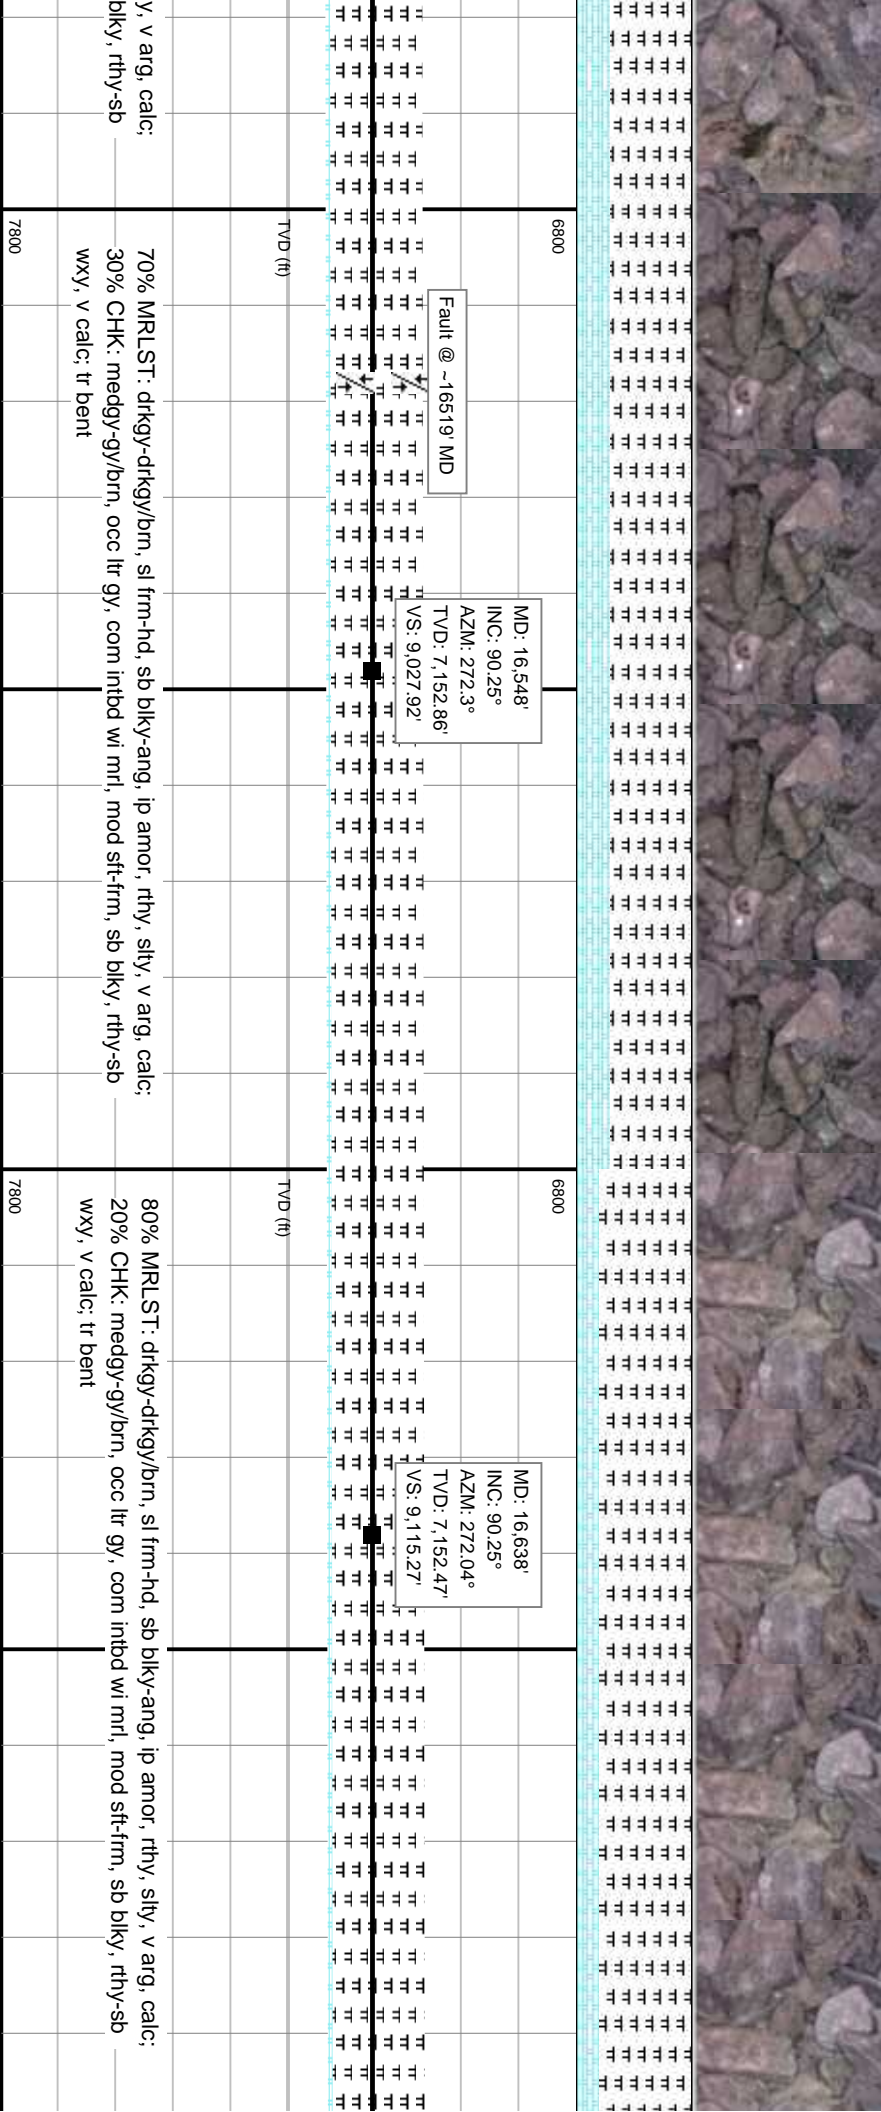 y, v arg, calc;
blky, rthy-sb
6800
TVD (ft)
7800
Fault @ ~16519' MD
MD: 16,548'
INC: 90.25°
AZM: 272.3°
TVD: 7,152.86'
VS: 9,027.92'
70% MRLST: drkgy-drkgy/brn, sl frm-hd, sb blky-ang, ip amor, rthy, slty, v arg, calc;
30% CHK: medgy-gy/brn, occ ltr gy, com intbd wi mrl, mod sft-frm, sb blky, rthy-sb
wxy, v calc; tr bent
6800
TVD (ft)
7800
MD: 16,638'
INC: 90.25°
AZM: 272.04°
TVD: 7,152.47'
VS: 9,115.27'
80% MRLST: drkgy-drkgy/brn, sl frm-hd, sb blky-ang, ip amor, rthy, slty, v arg, calc;
20% CHK: medgy-gy/brn, occ ltr gy, com intbd wi mrl, mod sft-frm, sb blky, rthy-sb
wxy, v calc; tr bent